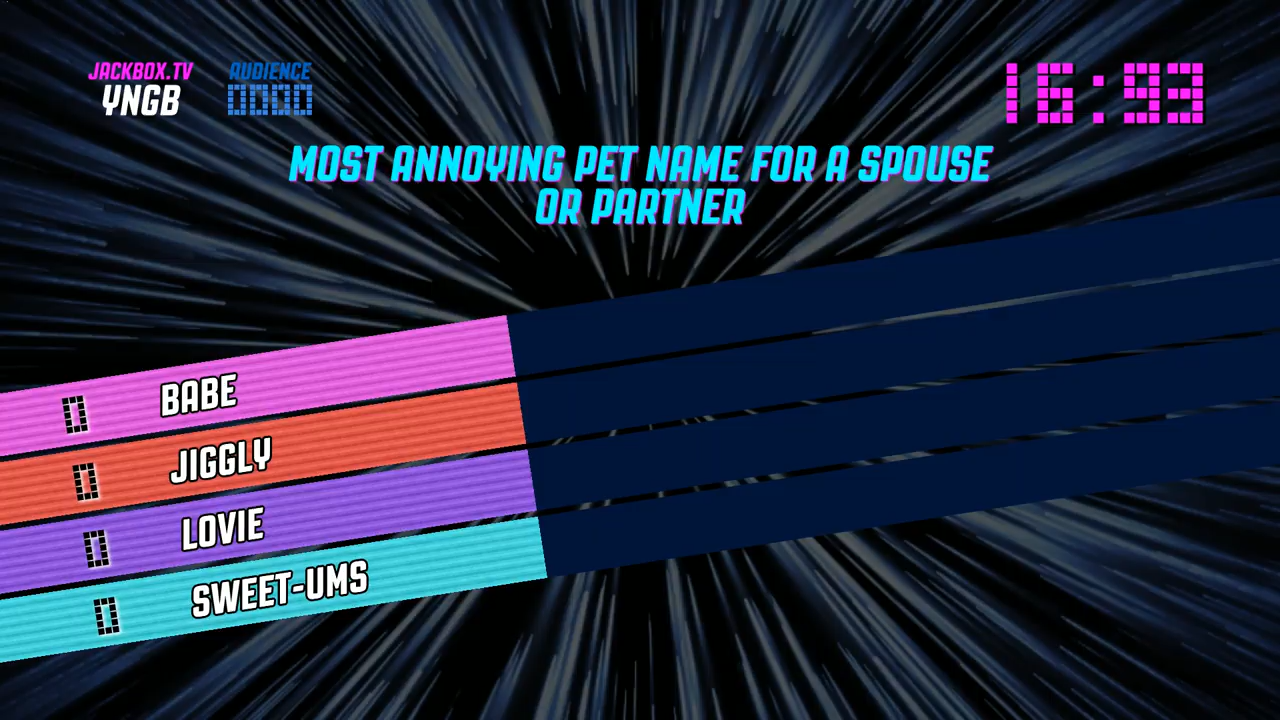 JACKBOX.TV
YNGB
AUDIENCE
0000
16:93
MOST ANNOYING PET NAME FOR A SPOUSE
OR PARTNER
0 BABE
0 JIGGLY
0 LOVIE
0 SWEET-UMS